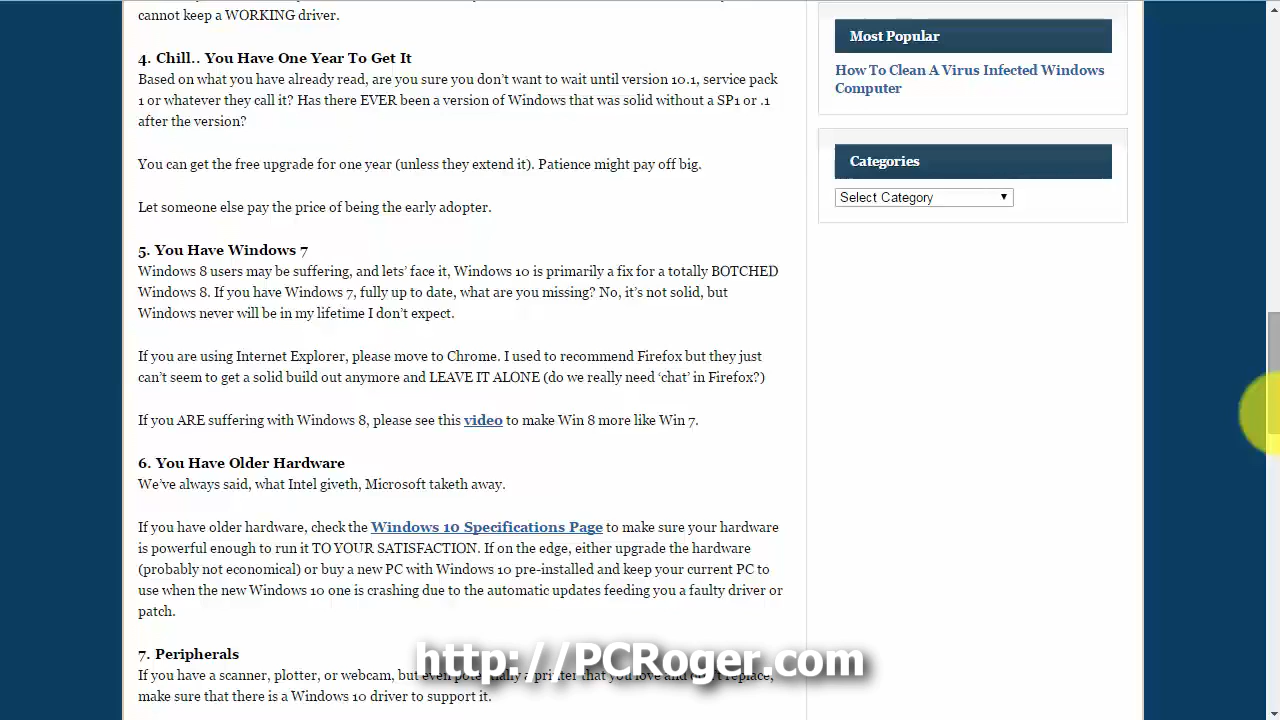 cannot keep a WORKING driver.
4. Chill.. You Have One Year To Get It
Based on what you have already read, are you sure you don't want to wait until version 10.1, service pack
1 or whatever they call it? Has there EVER been a version of Windows that was solid without a SP1 or .1
after the version?
You can get the free upgrade for one year (unless they extend it). Patience might pay off big.
Let someone else pay the price of being the early adopter.
5. You Have Windows 7
Windows 8 users may be suffering, and lets' face it, Windows 10 is primarily a fix for a totally BOTCHED
Windows 8. If you have Windows 7, fully up to date, what are you missing? No, it's not solid, but
Windows never will be in my lifetime I don't expect.
If you are using Internet Explorer, please move to Chrome. I used to recommend Firefox but they just
can't seem to get a solid build out anymore and LEAVE IT ALONE (do we really need 'chat' in Firefox?)
If you ARE suffering with Windows 8, please see this video to make Win 8 more like Win 7.
6. You Have Older Hardware
We've always said, what Intel giveth, Microsoft taketh away.
If you have older hardware, check the Windows 10 Specifications Page to make sure your hardware
is powerful enough to run it TO YOUR SATISFACTION. If on the edge, either upgrade the hardware
(probably not economical) or buy a new PC with Windows 10 pre-installed and keep your current PC to
use when the new Windows 10 one is crashing due to the automatic updates feeding you a faulty driver or
patch.
7. Peripherals
If you have a scanner, plotter, or webcam, but even potentially a printer that you love and don't replace,
make sure that there is a Windows 10 driver to support it.
http://PCRoger.com
Most Popular
How To Clean A Virus Infected Windows
Computer
Categories
Select Category